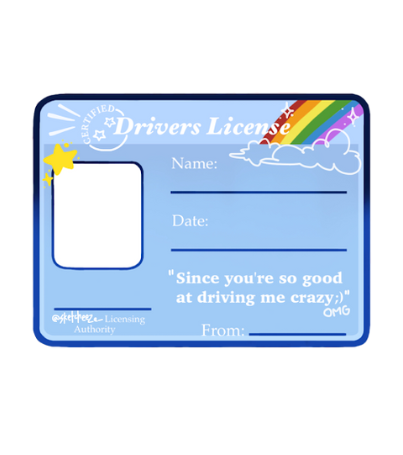 CERTIFIED
Drivers License
Name:
Date:
"Since you're so good
at driving me crazy;)"
OMG
Licensing
Authority
From: